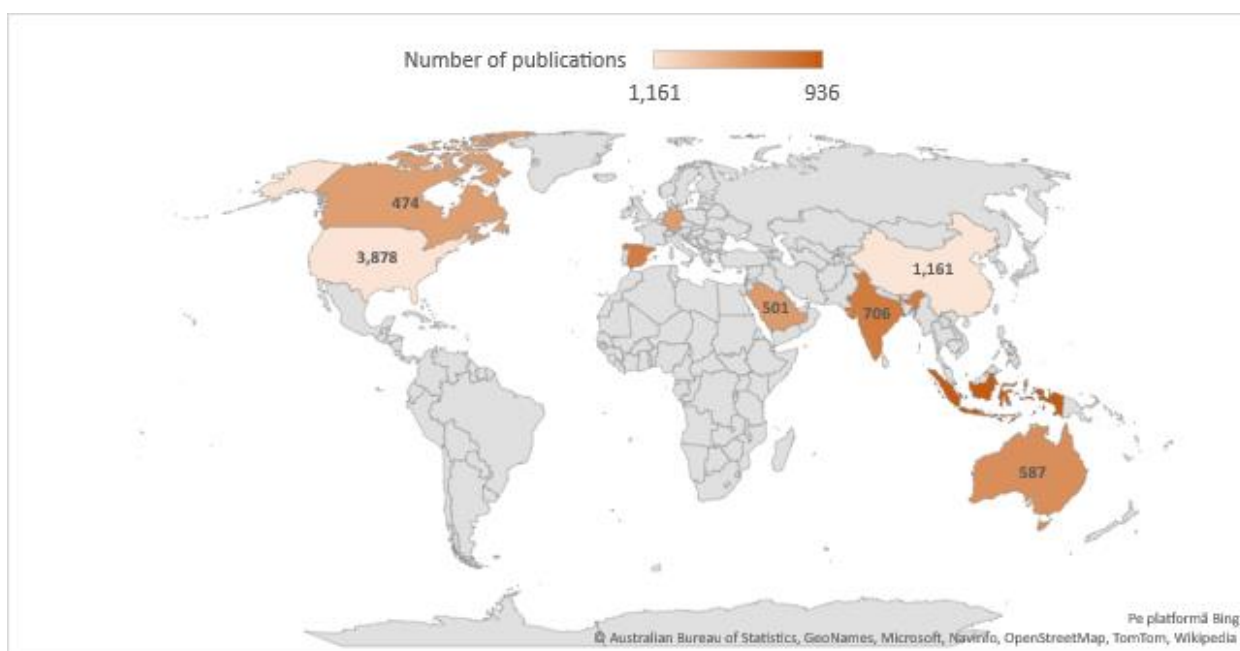 Number of publications
1,161 936
474
3,878
1,161
501
706
587
Pe platformă Bing
© Australian Bureau of Statistics, GeoNames, Microsoft, Navinfo, OpenStreetMap, TomTom, Wikipedia